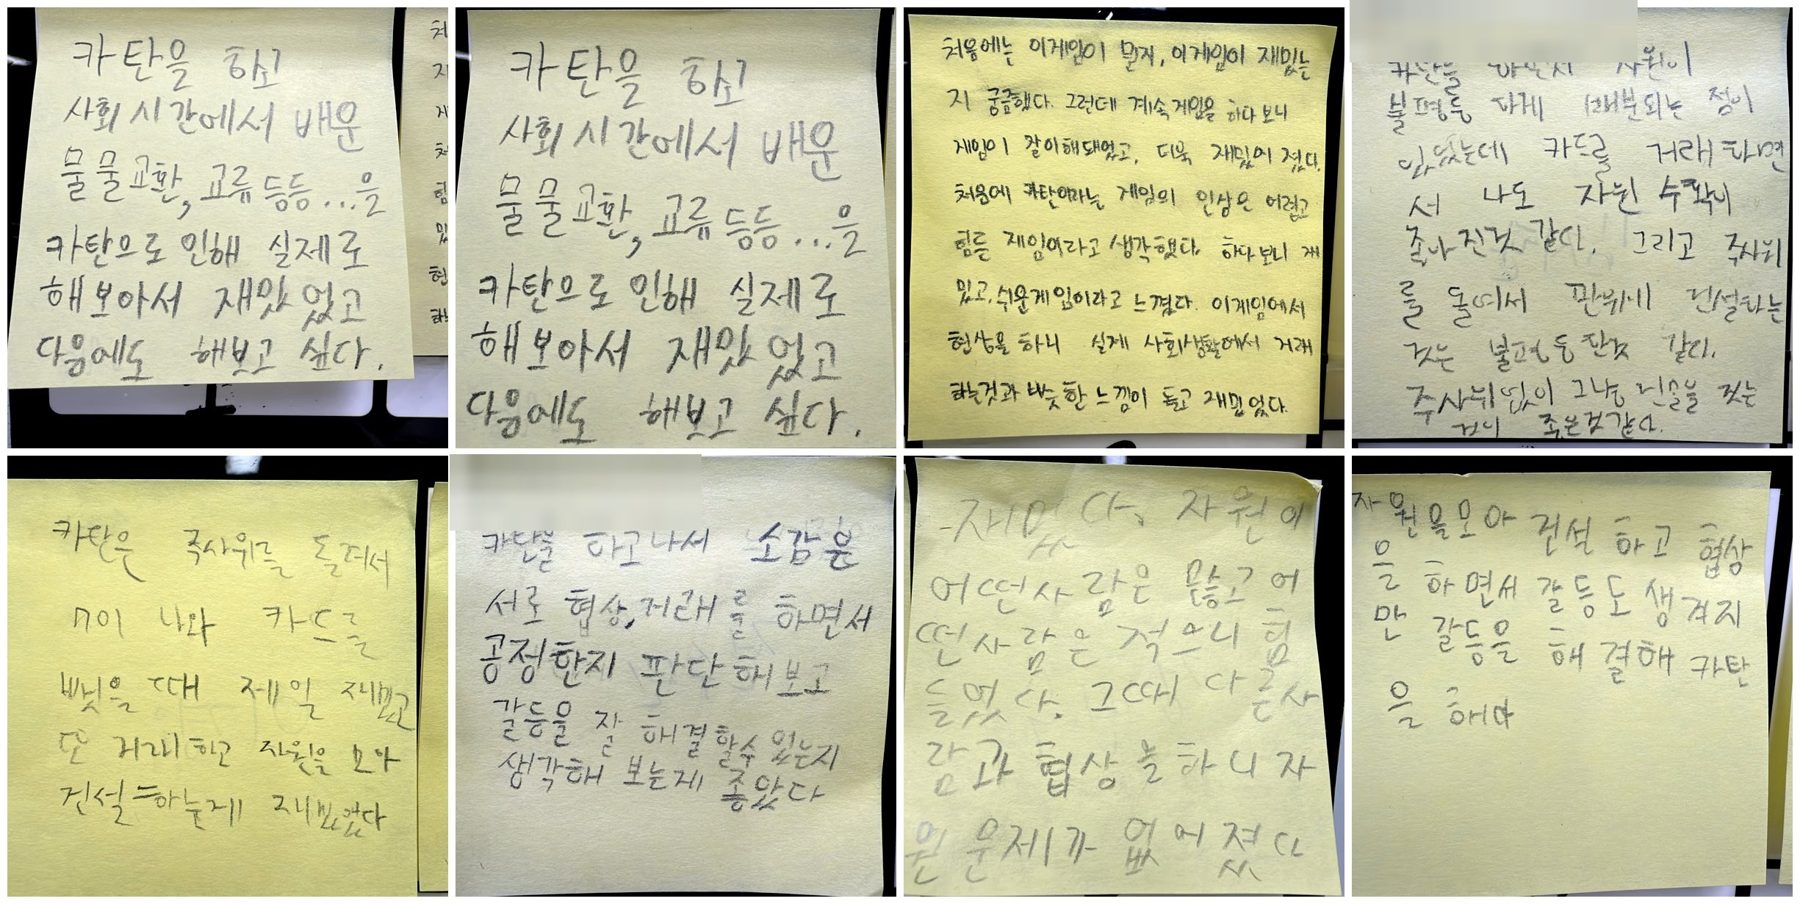 카탄을 하고
사회 시간에서 배운
물물교환, 교류 등등...을
카탄으로 인해 실제로
해보아서 재밌었고
다음에도 해보고 싶다.
카탄을 하고
사회 시간에서 배운
물물교환, 교류 등등...을
카탄으로 인해 실제로
해보아서 재밌었고
다음에도 해보고 싶다.
처음에는 이게임이 뭘지, 이게임이 재밌는
지 궁금했다. 그런데 계속게임을 하다보니
게임이 잘이해돼었고, 더욱 재밌어졌다.
처음에 카탄이라는 게임의 인상은 어렵고
힘든 게임이라고 생각했다. 하다보니 재
밌고, 쉬운게임이라고 느꼈다. 이게임에서
협상을 하니 실제 사회생활에서 거래
하는것과 비슷한 느낌이 들고 재밌었다.
카탄을 하면서 자원이
불평등 하게 배분되는 점이
있었는데 카드를 거래하면
서 나도 자원 수확이
좋아진것 같다. 그리고 주사위
를 돌려서 판위에 건설하는
것은 불평등한것 같다.
주사위없이 그냥 건물을 짓는
것이 좋은것같다.
카탄은 주사위를 돌려서
7이 나와 카드를
뺏을 때 제일 재밌고
또 거래하고 자원을 모아
건설하는게 재밌었다
카탄을 하고나서 소감은
서로 협상,거래를 하면서
공정한지 판단해보고
갈등을 잘 해결할수있는지
생각해 보는게 좋았다
-재밌다. 자원이
어떤사람은 많고 어
떤사람은 적으니 힘
들었다. 그때 다른사
람과 협상을하니 자
원 문제가 없어졌다
자원을모아 건설하고 협상
을 하면서 갈등도 생겨지
만 갈등을 해결해 카탄
을 해다